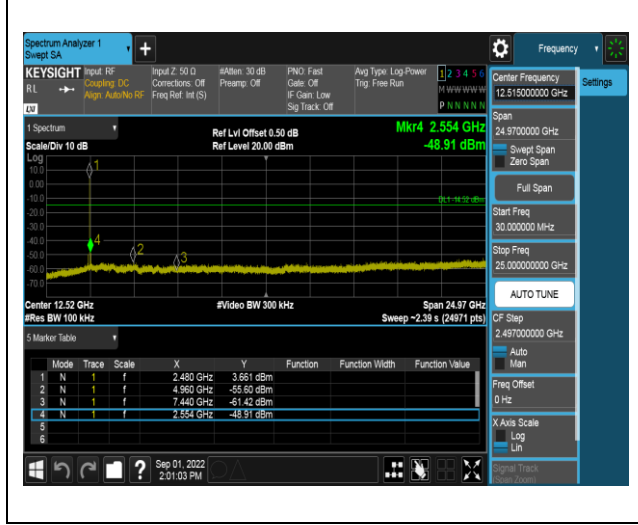 Spectrum Analyzer 1
Swept SA
+
Frequency
KEYSIGHT
RL
Input: RF
Coupling: DC
Align: Auto/No RF
Input Z: 50 Ω
Corrections: Off
Freq Ref: Int (S)
#Atten: 30 dB
Preamp: Off
PNO: Fast
Gate: Off
IF Gain: Low
Sig Track: Off
Avg Type: Log-Power
Trig: Free Run
1 2 3 4 5 6
M W W W W W
P N N N N N
LXI
1 Spectrum
Scale/Div 10 dB
Ref Lvl Offset 0.50 dB
Ref Level 20.00 dBm
Mkr4 2.554 GHz
-48.91 dBm
Log
10.0
0.00
-10.0
-20.0
-30.0
-40.0
-50.0
-60.0
-70.0
1
4
2
3
DL1 -14.52 dBm
Center 12.52 GHz
#Video BW 300 kHz
Span 24.97 GHz
#Res BW 100 kHz
Sweep ~2.39 s (24971 pts)
5 Marker Table
Mode Trace Scale X Y Function Function Width Function Value
1 N 1 f 2.480 GHz 3.661 dBm
2 N 1 f 4.960 GHz -55.60 dBm
3 N 1 f 7.440 GHz -61.42 dBm
4 N 1 f 2.554 GHz -48.91 dBm
5
6
?
Sep 01, 2022
2:01:03 PM
Center Frequency
12.515000000 GHz
Settings
Span
24.9700000 GHz
Swept Span
Zero Span
Full Span
Start Freq
30.000000 MHz
Stop Freq
25.000000000 GHz
AUTO TUNE
CF Step
2.497000000 GHz
Auto
Man
Freq Offset
0 Hz
X Axis Scale
Log
Lin
Signal Track
(Span Zoom)